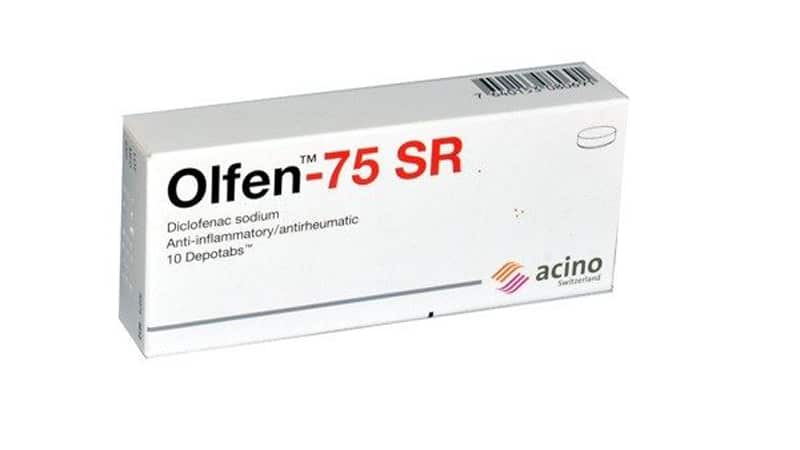 Olfen™-75 SR
Diclofenac sodium
Anti-inflammatory/antirheumatic
10 Depotabs™
acino
Switzerland